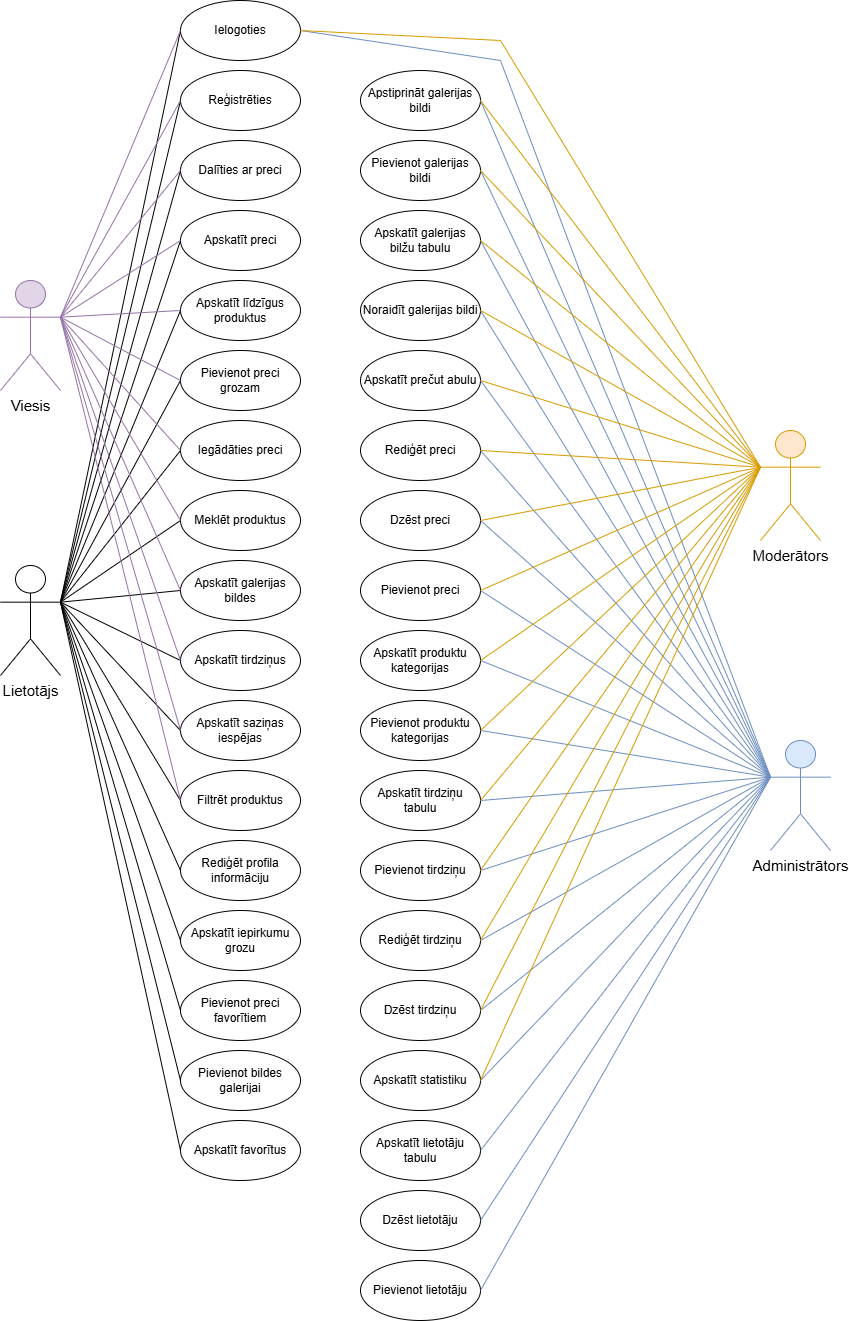 Ielogoties
Reģistrēties
Dalīties ar preci
Apskatīt preci
Apskatīt līdzīgus
produktus
Pievienot preci
grozam
Iegādāties preci
Meklēt produktus
Apskatīt galerijas
bildes
Apskatīt tirdziņus
Apskatīt saziņas
iespējas
Filtrēt produktus
Rediģēt profila
informāciju
Apskatīt iepirkumu
grozu
Pievienot preci
favorītiem
Pievienot bildes
galerijai
Apskatīt favorītus
Viesis
Lietotājs
Apstiprināt galerijas
bildi
Pievienot galerijas
bildi
Apskatīt galerijas
bilžu tabulu
Noraidīt galerijas bildi
Apskatīt prečut abulu
Rediģēt preci
Dzēst preci
Pievienot preci
Apskatīt produktu
kategorijas
Pievienot produktu
kategorijas
Apskatīt tirdziņu
tabulu
Pievienot tirdziņu
Rediģēt tirdziņu
Dzēst tirdziņu
Apskatīt statistiku
Apskatīt lietotāju
tabulu
Dzēst lietotāju
Pievienot lietotāju
Moderātors
Administrātors